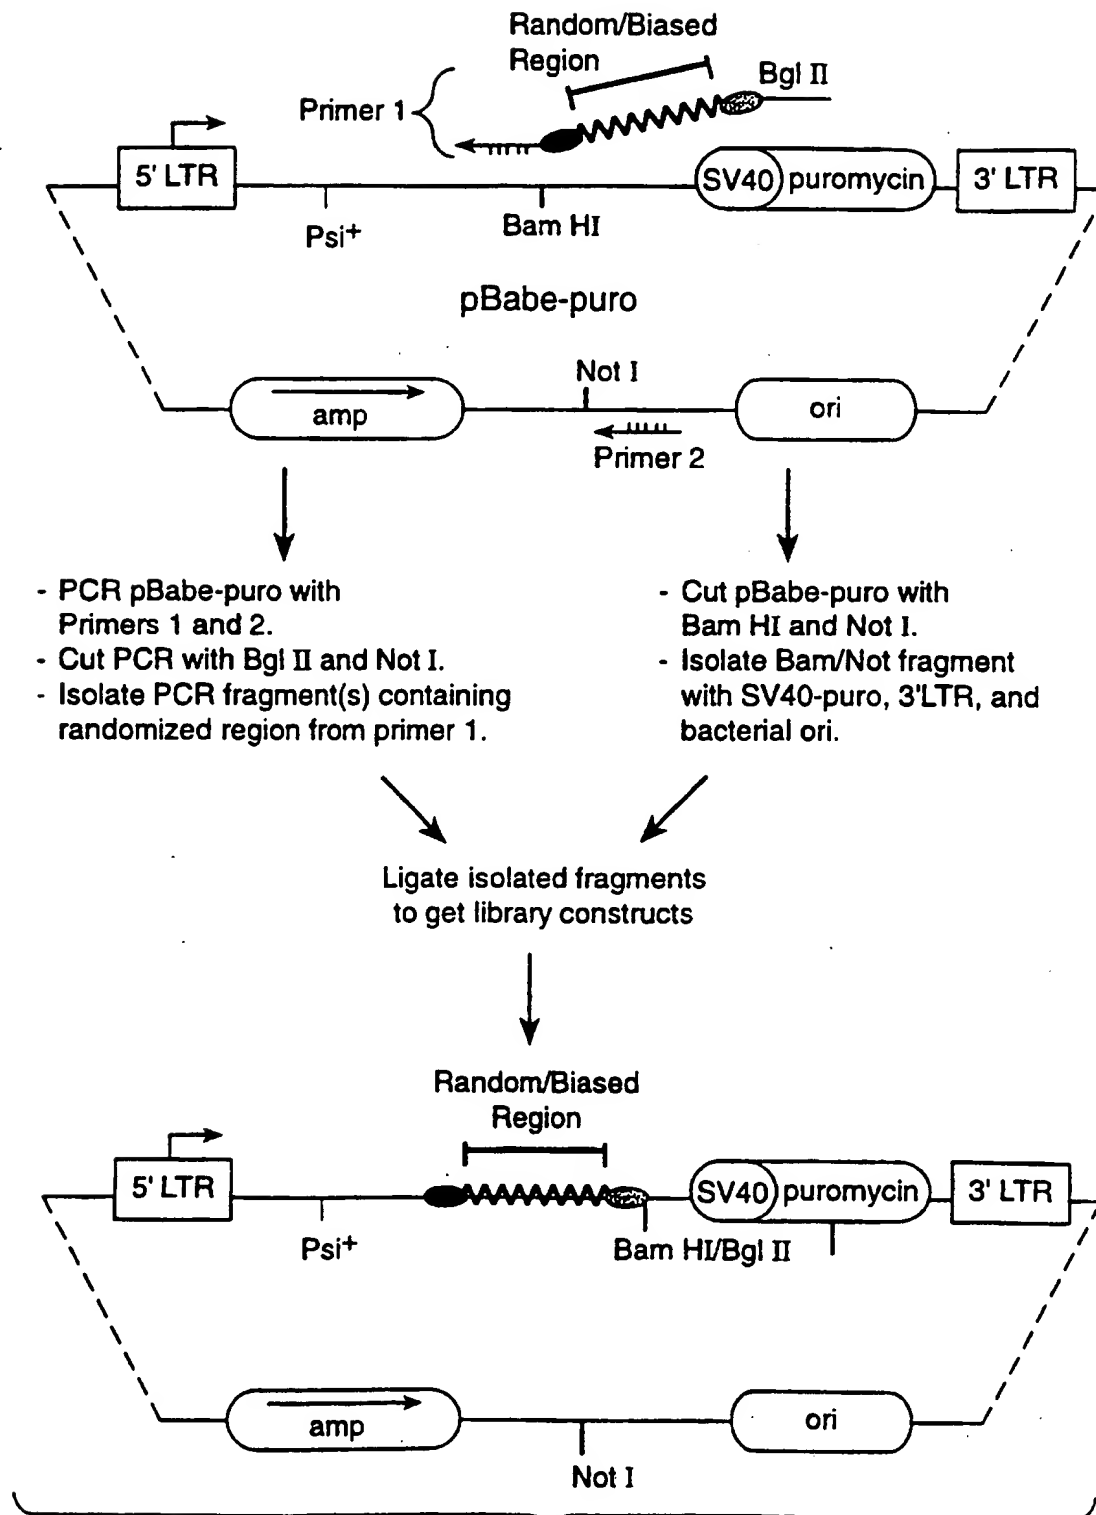 Random/Biased
Region
Bgl II
Primer 1
5' LTR
SV40
puromycin
3' LTR
Psi+
Bam HI
pBabe-puro
Not I
amp
ori
Primer 2
- PCR pBabe-puro with
Primers 1 and 2.
- Cut PCR with Bgl II and Not I.
- Isolate PCR fragment(s) containing
randomized region from primer 1.
- Cut pBabe-puro with
Bam HI and Not I.
- Isolate Bam/Not fragment
with SV40-puro, 3'LTR, and
bacterial ori.
Ligate isolated fragments
to get library constructs
Random/Biased
Region
5' LTR
SV40
puromycin
3' LTR
Psi+
Bam HI/Bgl II
amp
ori
Not I